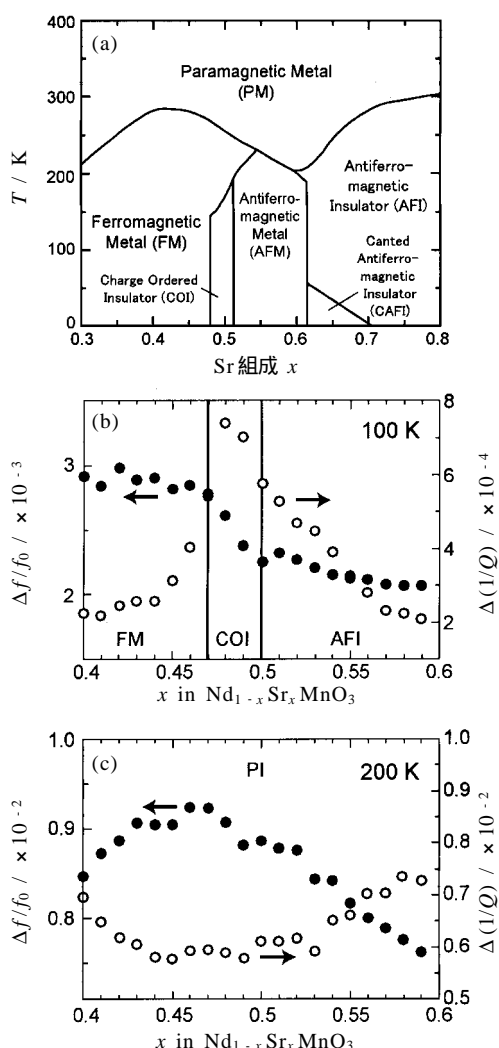 (a)
400
300
200
100
0
T / K
Paramagnetic Metal
(PM)
Ferromagnetic
Metal (FM)
Charge Ordered
Insulator (COI)
Antiferro-
magnetic
Metal
(AFM)
Antiferro-
magnetic
Insulator (AFI)
Canted
Antiferro-
magnetic
Insulator
(CAFI)
0.3 0.4 0.5 0.6 0.7 0.8
Sr 組成 x
(b)
100 K
3
2
Δf/f0 / ×10-3
8
6
4
2
Δ(1/Q) / ×10-4
FM
COI
AFI
0.4 0.45 0.5 0.55 0.6
x in Nd1-xSrxMnO3
(c)
PI
200 K
1.0
0.9
0.8
Δf/f0 / ×10-2
1.0
0.9
0.8
0.7
0.6
0.5
Δ(1/Q) / ×10-2
0.4 0.45 0.5 0.55 0.6
x in Nd1-xSrxMnO3